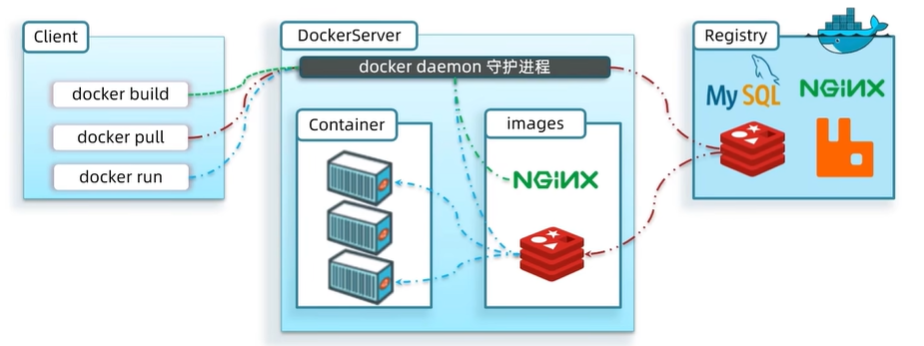 Client
docker build
docker pull
docker run
DockerServer
docker daemon 守护进程
Container
images
NGINX
Registry
MySQL
NGINX